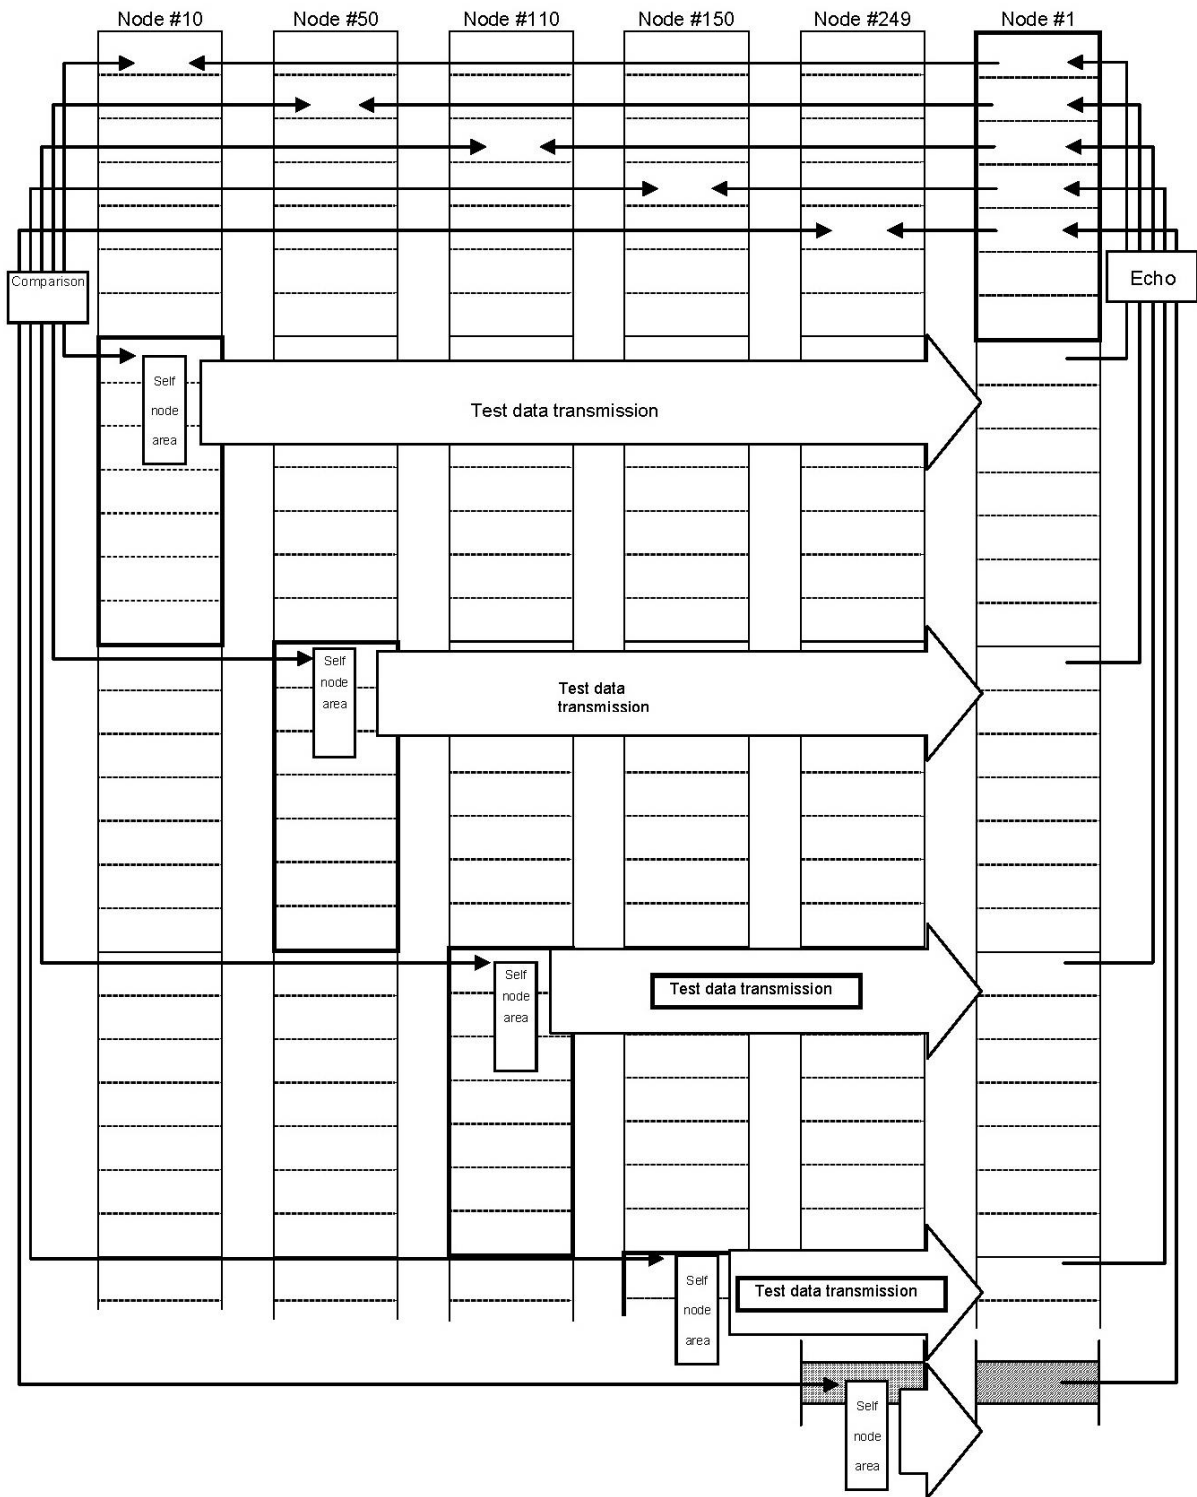 Node #10 Node #50 Node #110 Node #150 Node #249 Node #1
Comparison
Echo
Self
node
area
Test data transmission
Self
node
area
Test data
transmission
Self
node
area
Test data transmission
Self
node
area
Test data transmission
Self
node
area